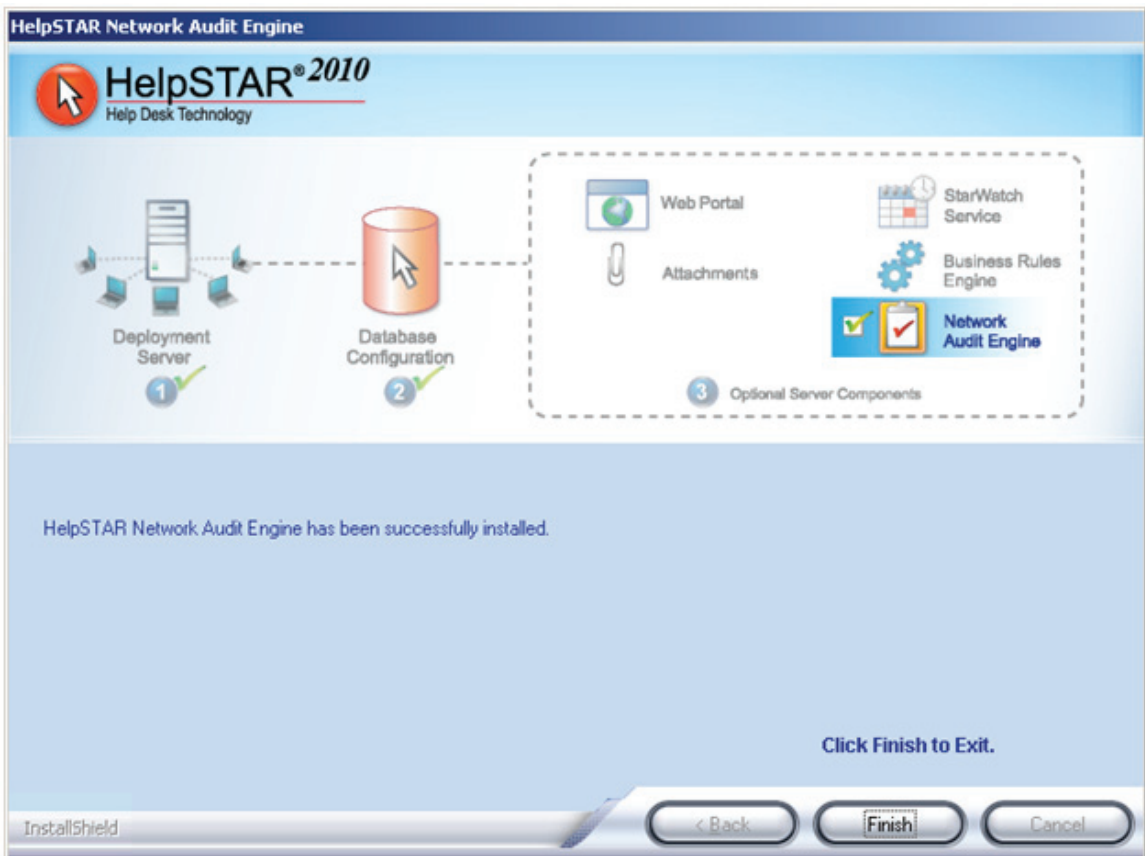 HelpSTAR Network Audit Engine
HelpSTAR® 2010
Help Desk Technology
Web Portal
StarWatch
Service
Attachments
Business Rules
Engine
Network
Audit Engine
Deployment
Server
Database
Configuration
1
2
3 Optional Server Components
HelpSTAR Network Audit Engine has been successfully installed.
Click Finish to Exit.
InstallShield
< Back
Finish
Cancel